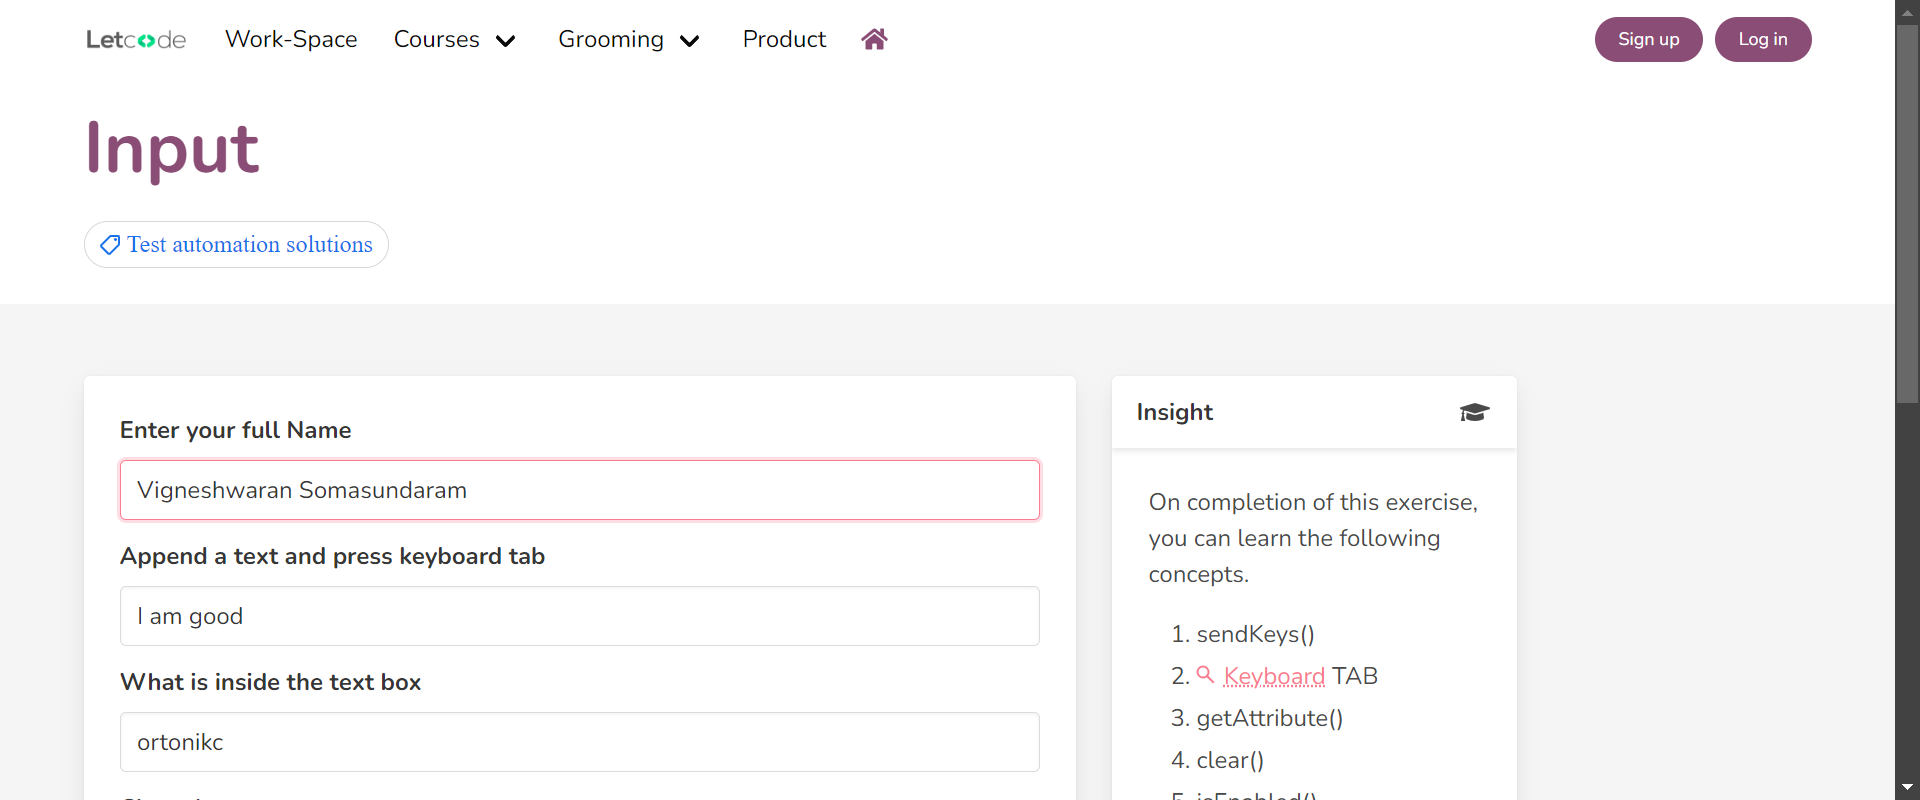 Letcode Work-Space Courses Grooming Product Sign up Log in
Input
Test automation solutions
Enter your full Name
Vigneshwaran Somasundaram
Append a text and press keyboard tab
I am good
What is inside the text box
ortonikc
Insight
On completion of this exercise,
you can learn the following
concepts.
1. sendKeys()
2. Keyboard TAB
3. getAttribute()
4. clear()
5. isEnabled()